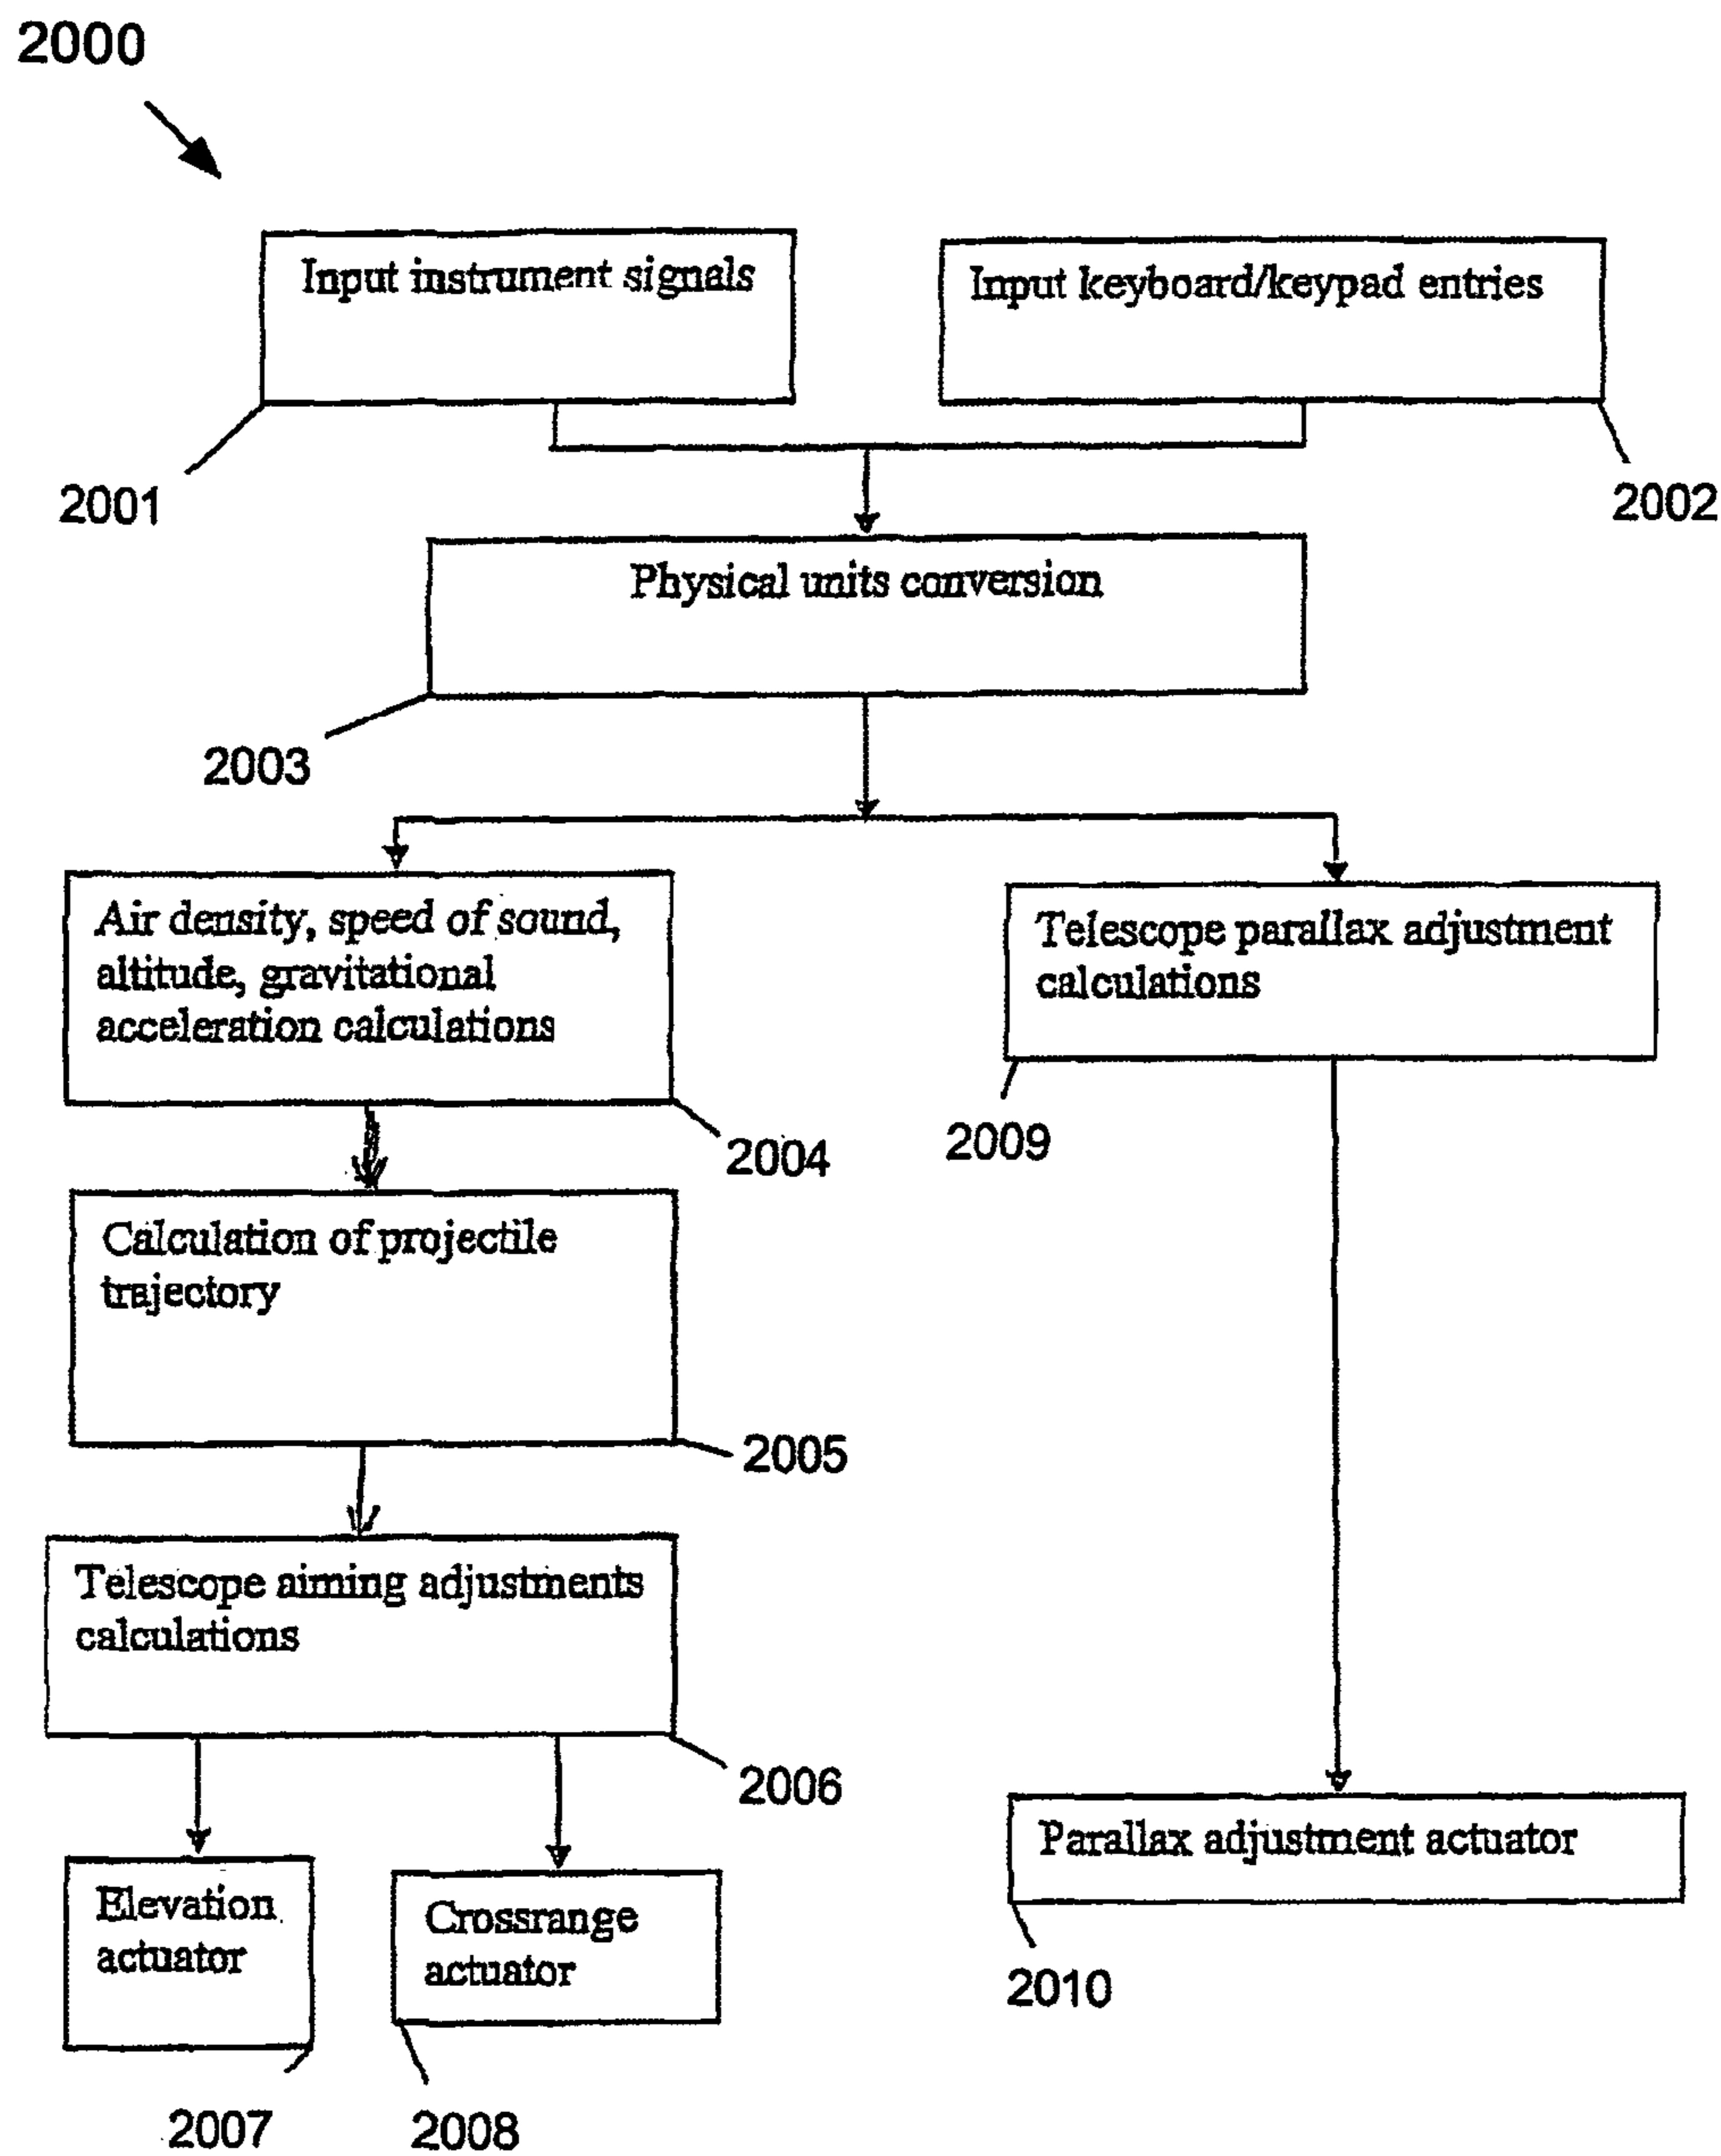 2000
Input instrument signals
Input keyboard/keypad entries
2001
2002
Physical units conversion
2003
Air density, speed of sound,
altitude, gravitational
acceleration calculations
Telescope parallax adjustment
calculations
2004
2009
Calculation of projectile
trajectory
2005
Telescope aiming adjustments
calculations
2006
Parallax adjustment actuator
Elevation
actuator
Crossrange
actuator
2010
2007
2008